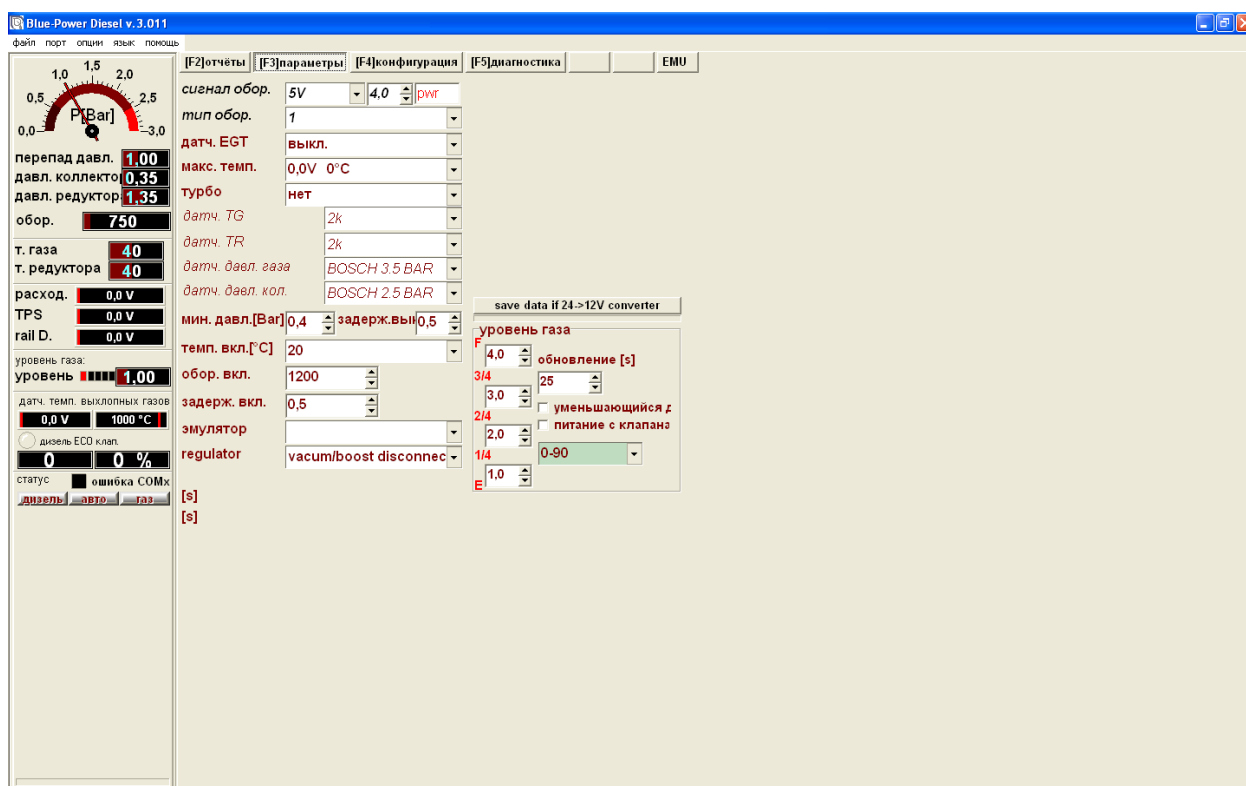 Blue-Power Diesel v.3.011
файл порт опции язык помощь
[F2]отчёты [F3]параметры [F4]конфигурация [F5]диагностика EMU
0,0 0,5 1,0 1,5 2,0 2,5 3,0
P[Bar]
перепад давл. 1,00
давл. коллекто 0,35
давл. редуктор 1,35
обор. 750
т. газа 40
т. редуктора 40
расход. 0,0 V
TPS 0,0 V
rail D. 0,0 V
уровень газа:
уровень 1,00
датч. темп. выхлопных газов
0,0 V 1000 °C
дизель ECO клап.
0 0 %
статус ошибка COMx
дизель авто газ
сигнал обор. 5V 4,0 pwr
тип обор. 1
датч. EGT выкл.
макс. темп. 0,0V 0°C
турбо нет
датч. TG 2k
датч. TR 2k
датч. давл. газа BOSCH 3.5 BAR
датч. давл. кол. BOSCH 2.5 BAR
мин. давл.[Bar] 0,4 задерж.вык 0,5
темп. вкл.[°C] 20
обор. вкл. 1200
задерж. вкл. 0,5
эмулятор
regulator vacum/boost disconnec
[s]
[s]
save data if 24->12V converter
уровень газа
F
4,0 обновление [s]
3/4 25
3,0 уменьшающийся д
2/4 питание с клапана
2,0
1/4 0-90
1,0
E